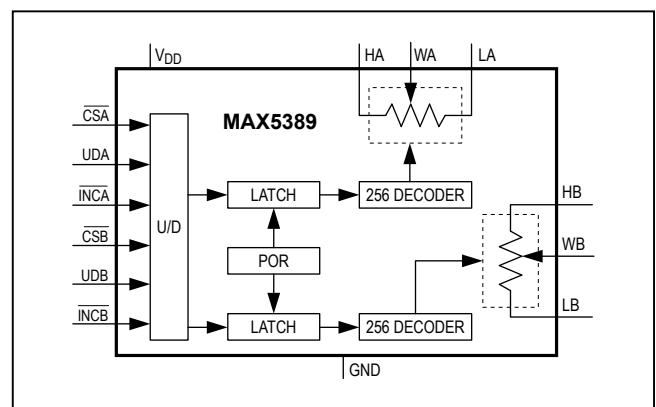 VDD
HA
WA
LA
MAX5389
CSA
UDA
INCA
CSB
UDB
INCB
U/D
LATCH
256 DECODER
POR
LATCH
256 DECODER
HB
WB
LB
GND